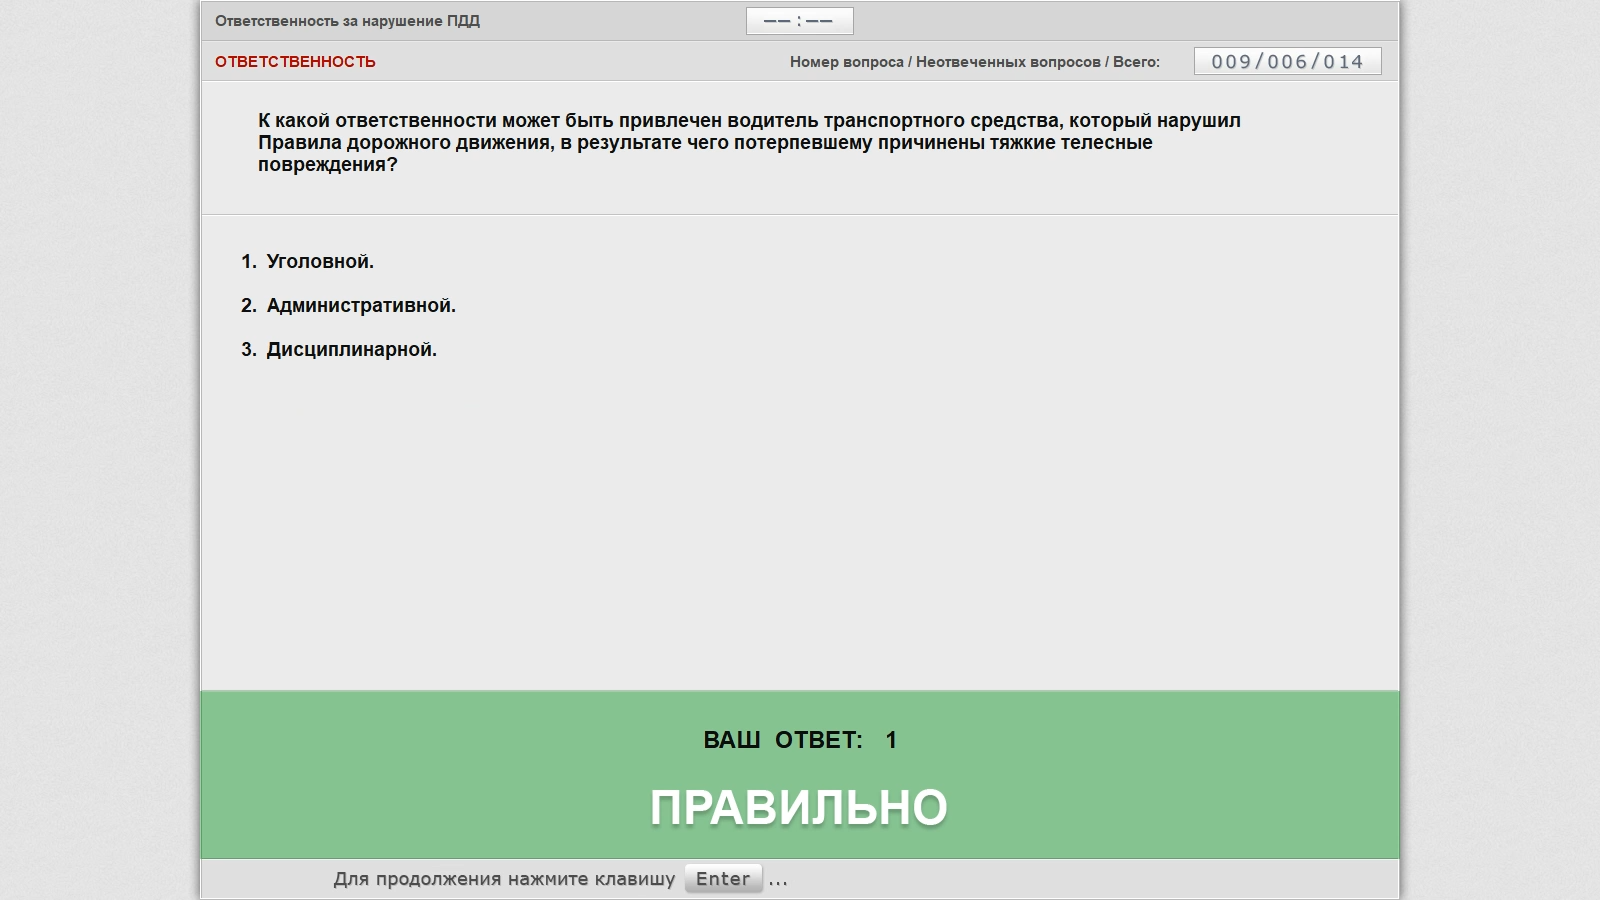 Ответственность за нарушение ПДД
––:––
ОТВЕТСТВЕННОСТЬ
Номер вопроса / Неотвеченных вопросов / Всего:
009/006/014
К какой ответственности может быть привлечен водитель транспортного средства, который нарушил
Правила дорожного движения, в результате чего потерпевшему причинены тяжкие телесные
повреждения?
1. Уголовной.
2. Административной.
3. Дисциплинарной.
ВАШ ОТВЕТ: 1
ПРАВИЛЬНО
Для продолжения нажмите клавишу Enter ...